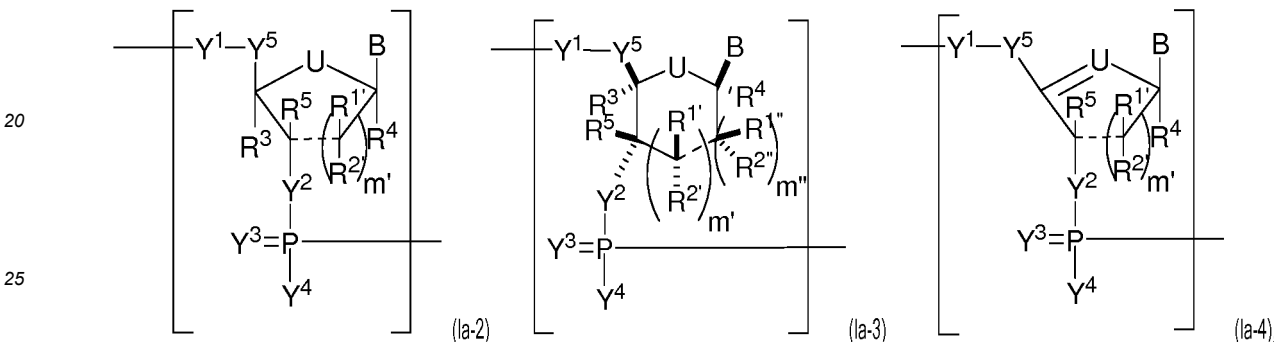 Y¹ Y⁵ U B Y¹ Y⁵ U B Y¹ Y⁵ U B
20
R³ R⁵ R¹' R⁴ R²' m' R³ R⁴ R⁵ R¹' R¹" R²" R²' m" m' R⁵ R¹' R⁴ R²' m'
Y² Y² Y²
Y³=P Y³=P Y³=P
25
Y⁴ Y⁴ Y⁴
(Ia-2) (Ia-3) (Ia-4)